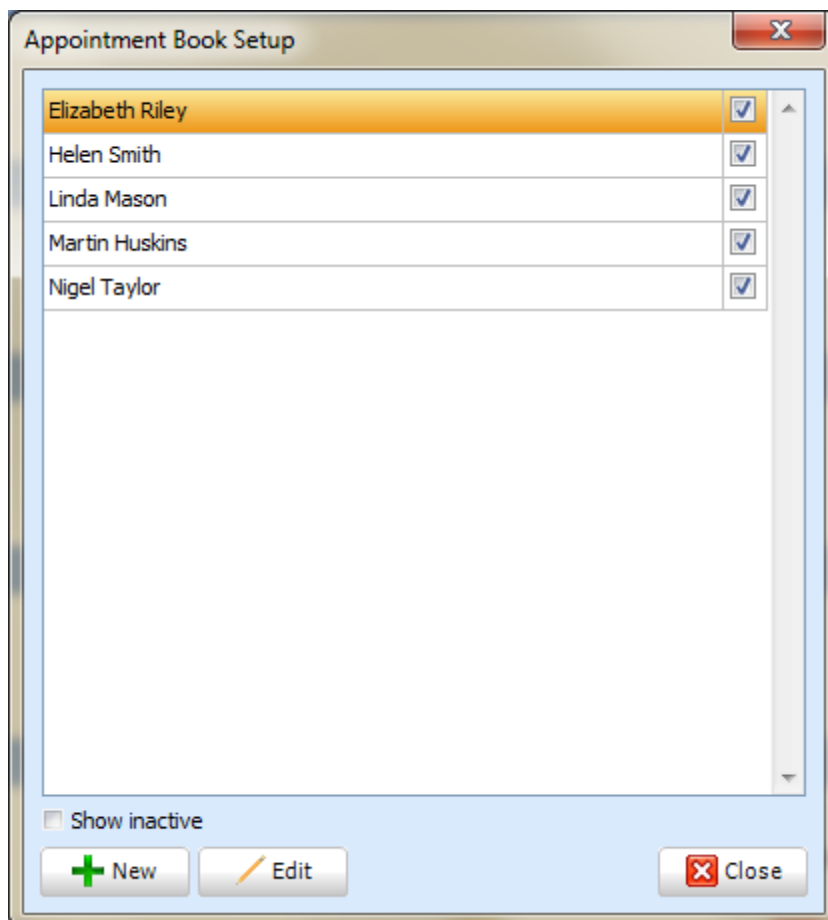 Appointment Book Setup
Elizabeth Riley
Helen Smith
Linda Mason
Martin Huskins
Nigel Taylor
Show inactive
New Edit Close